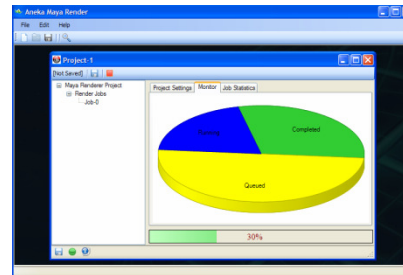 Aneka Maya Render
File Edit Help
Project-1
[Not Saved]
Maya Renderer Project
Render Jobs
Job-0
Project Settings Monitor Job Statistics
Running
Completed
Queued
30%